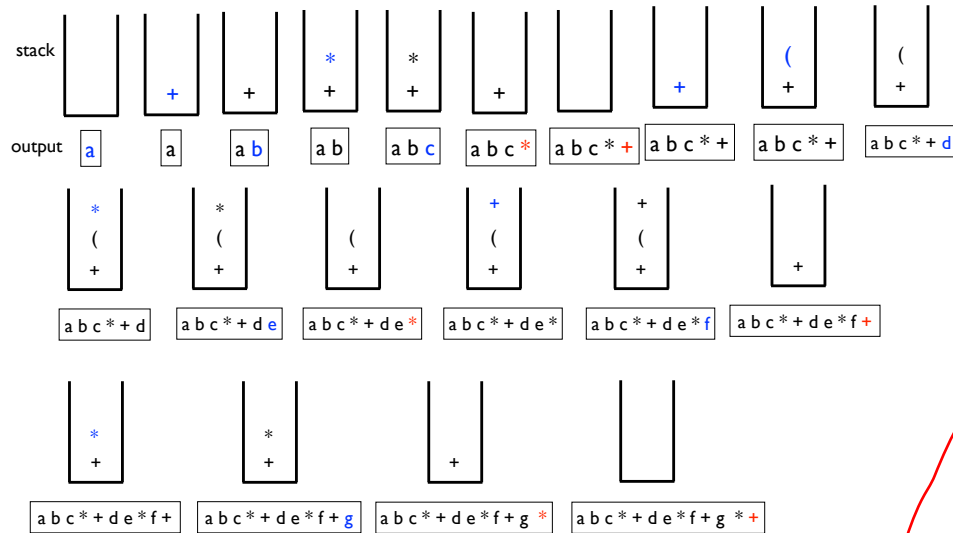 stack
* * ( (
+ + + + + + + +
output a a a b a b a b c a b c * a b c * + a b c * + a b c * + a b c * + d
* * + +
( ( ( ( (
+ + + + + +
a b c * + d a b c * + d e a b c * + d e * a b c * + d e * a b c * + d e * f a b c * + d e * f +
* *
+ + +
a b c * + d e * f + a b c * + d e * f + g a b c * + d e * f + g * a b c * + d e * f + g * +